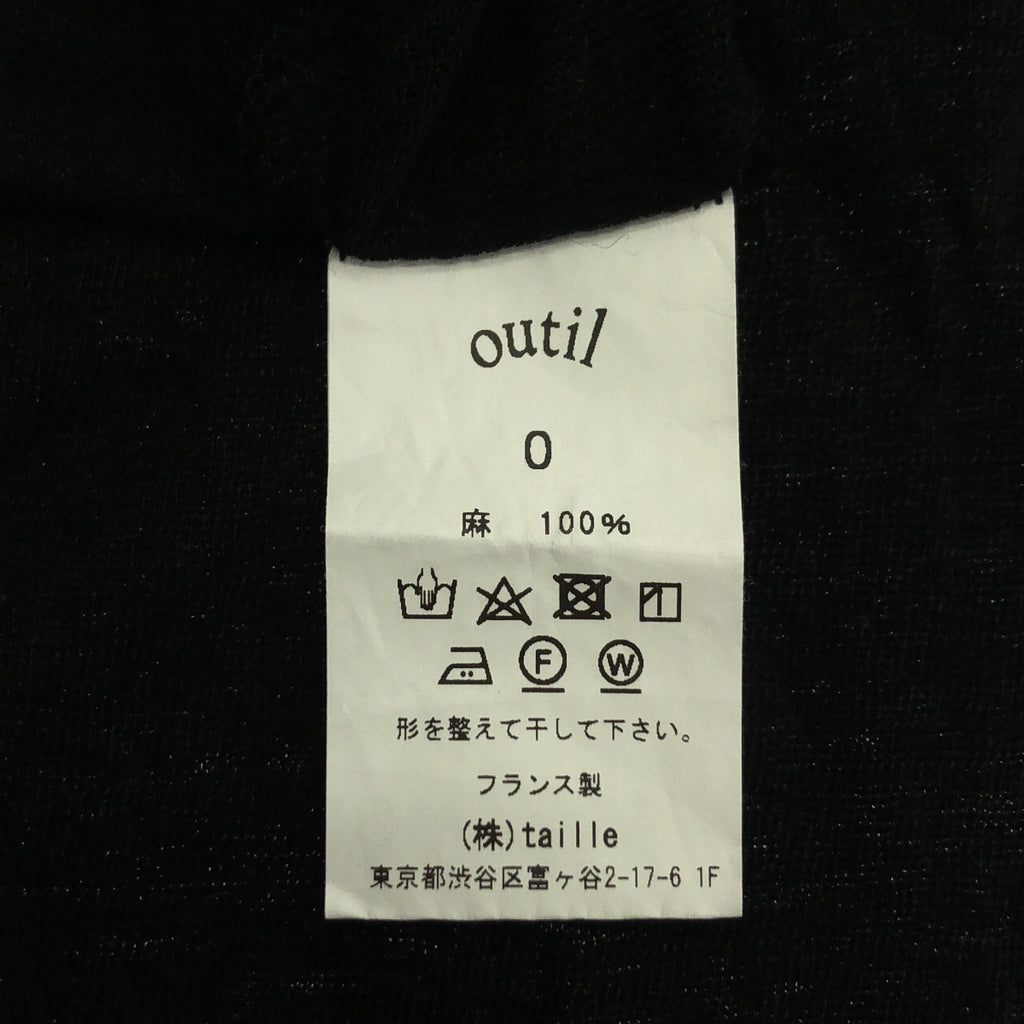 outil
0
麻 100%
F W
形を整えて干して下さい。
フランス製
(株)taille
東京都渋谷区富ヶ谷2-17-6 1F